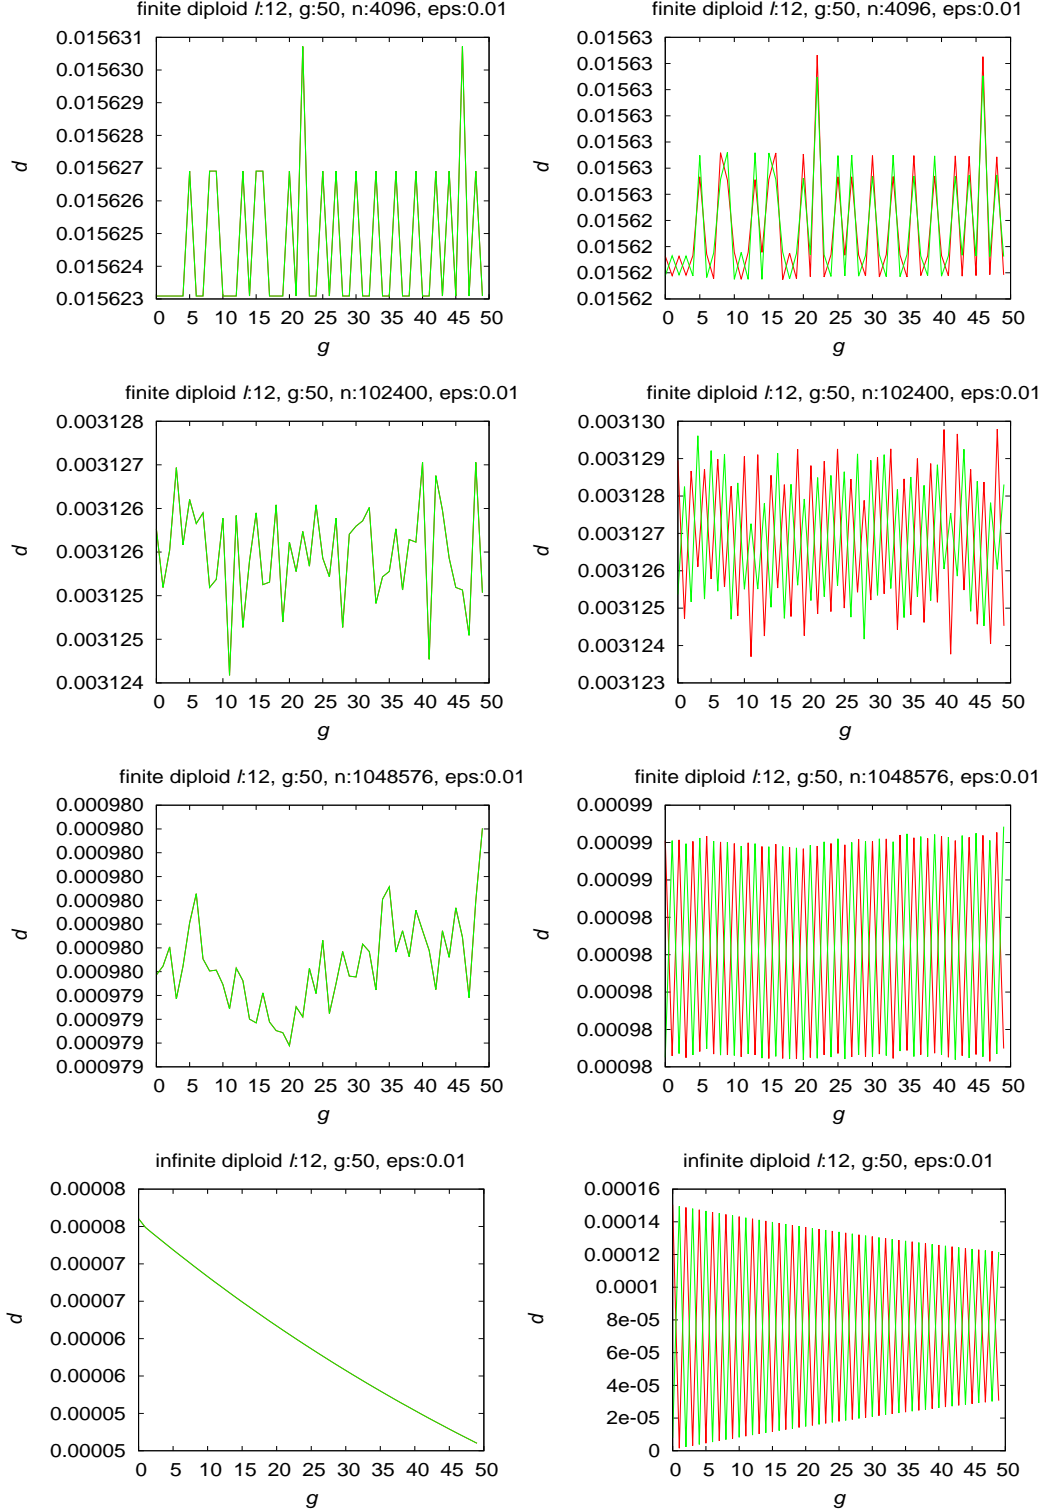 finite diploid l:12, g:50, n:4096, eps:0.01
0.015631
0.015630
0.015629
0.015628
0.015627
0.015626
0.015625
0.015624
0.015623
d
0 5 10 15 20 25 30 35 40 45 50
g
finite diploid l:12, g:50, n:4096, eps:0.01
0.01563
0.01563
0.01563
0.01563
0.01563
0.01563
0.01563
0.01562
0.01562
0.01562
0.01562
d
0 5 10 15 20 25 30 35 40 45 50
g
finite diploid l:12, g:50, n:102400, eps:0.01
0.003128
0.003127
0.003126
0.003126
0.003125
0.003125
0.003124
d
0 5 10 15 20 25 30 35 40 45 50
g
finite diploid l:12, g:50, n:102400, eps:0.01
0.003130
0.003129
0.003128
0.003127
0.003126
0.003125
0.003124
0.003123
d
0 5 10 15 20 25 30 35 40 45 50
g
finite diploid l:12, g:50, n:1048576, eps:0.01
0.000980
0.000980
0.000980
0.000980
0.000980
0.000980
0.000980
0.000980
0.000979
0.000979
0.000979
0.000979
d
0 5 10 15 20 25 30 35 40 45 50
g
finite diploid l:12, g:50, n:1048576, eps:0.01
0.00099
0.00099
0.00099
0.00098
0.00098
0.00098
0.00098
0.00098
d
0 5 10 15 20 25 30 35 40 45 50
g
infinite diploid l:12, g:50, eps:0.01
0.00008
0.00008
0.00007
0.00007
0.00006
0.00006
0.00005
0.00005
d
0 5 10 15 20 25 30 35 40 45 50
g
infinite diploid l:12, g:50, eps:0.01
0.00016
0.00014
0.00012
0.0001
8e-05
6e-05
4e-05
2e-05
0
d
0 5 10 15 20 25 30 35 40 45 50
g